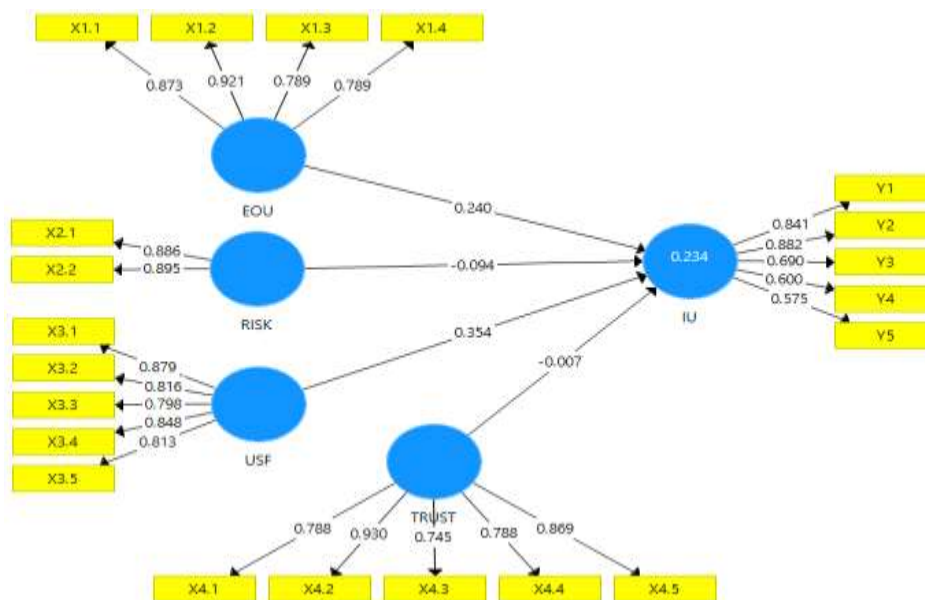 X1.1 X1.2 X1.3 X1.4
0.873 0.921 0.789 0.789
EOU
X2.1
X2.2
0.886
0.895
RISK
X3.1
X3.2
X3.3
X3.4
X3.5
0.879
0.816
0.798
0.848
0.813
USF
0.240
-0.094
0.354
-0.007
0.234
IU
0.841
0.882
0.690
0.600
0.575
Y1
Y2
Y3
Y4
Y5
TRUST
0.788 0.930 0.745 0.788 0.869
X4.1 X4.2 X4.3 X4.4 X4.5